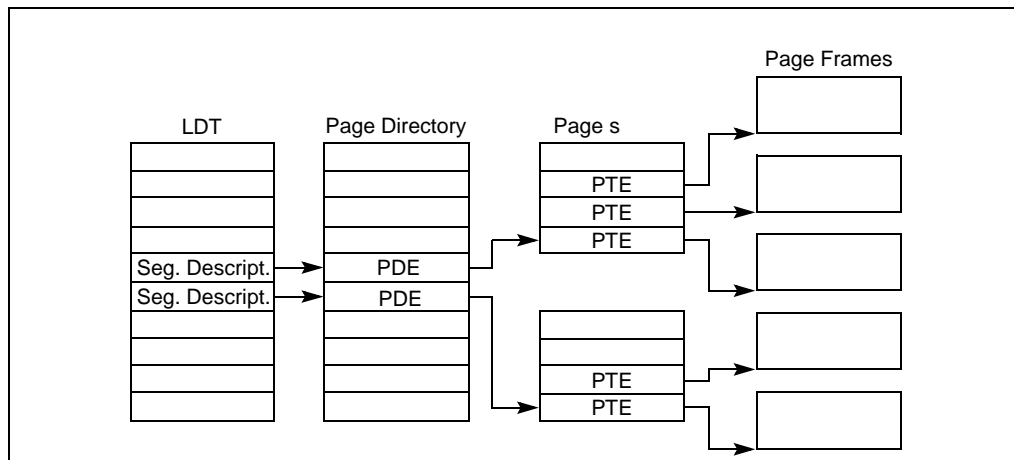 Page Frames
LDT
Page Directory
Page s
PTE
PTE
PTE
Seg. Descript.
PDE
Seg. Descript.
PDE
PTE
PTE